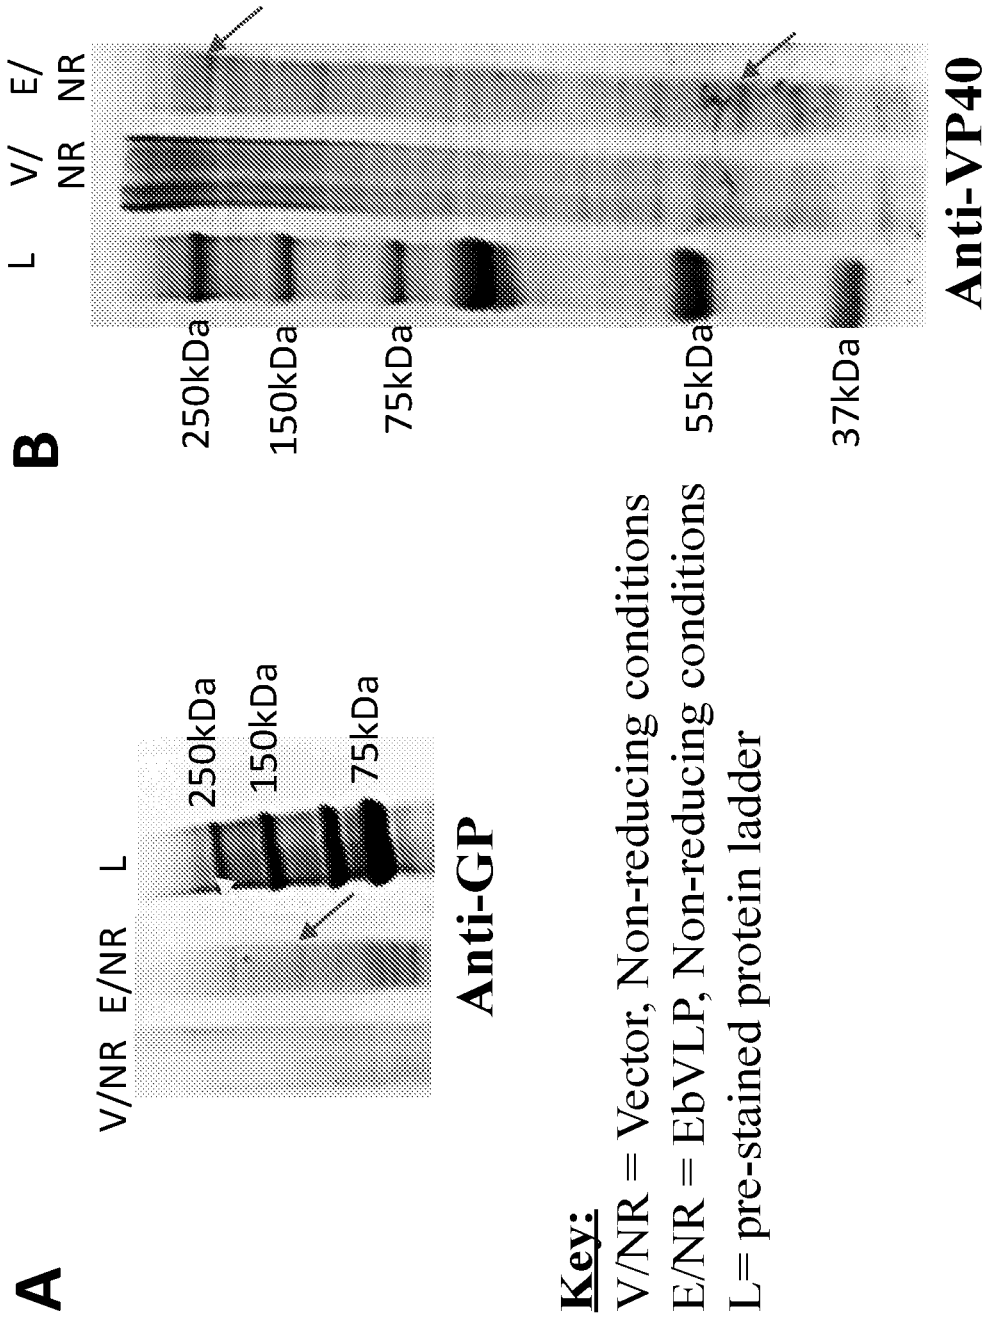 A
V/NR E/NR L
250kDa
150kDa
75kDa
Anti-GP
B
L V/ E/
NR NR
250kDa
150kDa
75kDa
55kDa
37kDa
Anti-VP40
Key:
V/NR = Vector, Non-reducing conditions
E/NR = EbVLP, Non-reducing conditions
L= pre-stained protein ladder